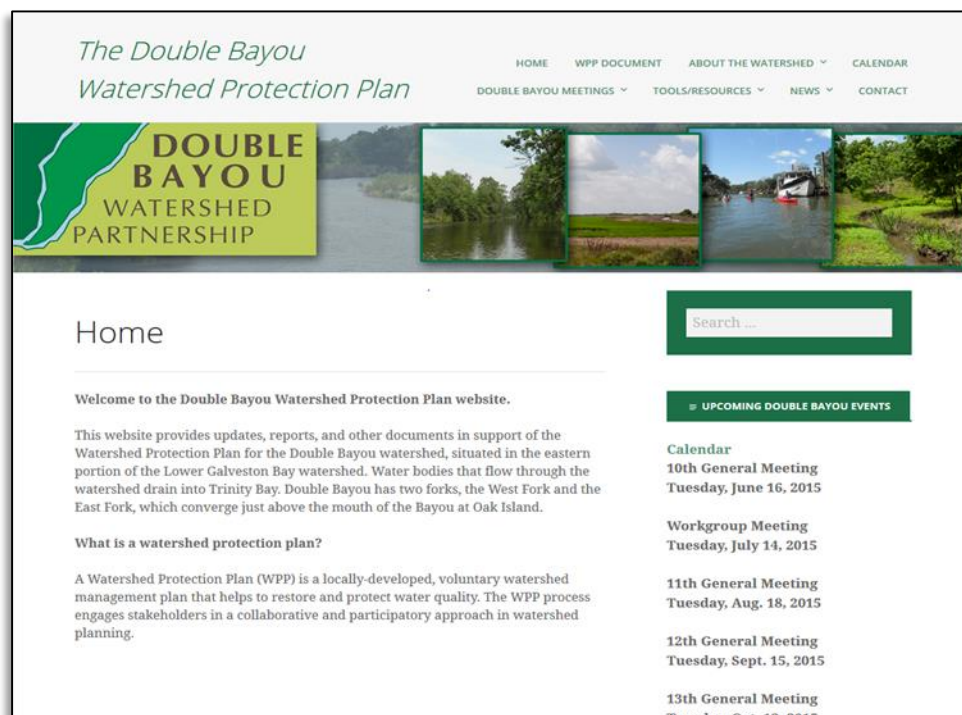 The Double Bayou
Watershed Protection Plan
HOME WPP DOCUMENT ABOUT THE WATERSHED CALENDAR
DOUBLE BAYOU MEETINGS TOOLS/RESOURCES NEWS CONTACT
DOUBLE
BAYOU
WATERSHED
PARTNERSHIP
Home
Welcome to the Double Bayou Watershed Protection Plan website.
This website provides updates, reports, and other documents in support of the
Watershed Protection Plan for the Double Bayou watershed, situated in the eastern
portion of the Lower Galveston Bay watershed. Water bodies that flow through the
watershed drain into Trinity Bay. Double Bayou has two forks, the West Fork and the
East Fork, which converge just above the mouth of the Bayou at Oak Island.
What is a watershed protection plan?
A Watershed Protection Plan (WPP) is a locally-developed, voluntary watershed
management plan that helps to restore and protect water quality. The WPP process
engages stakeholders in a collaborative and participatory approach in watershed
planning.
Search ...
UPCOMING DOUBLE BAYOU EVENTS
Calendar
10th General Meeting
Tuesday, June 16, 2015
Workgroup Meeting
Tuesday, July 14, 2015
11th General Meeting
Tuesday, Aug. 18, 2015
12th General Meeting
Tuesday, Sept. 15, 2015
13th General Meeting